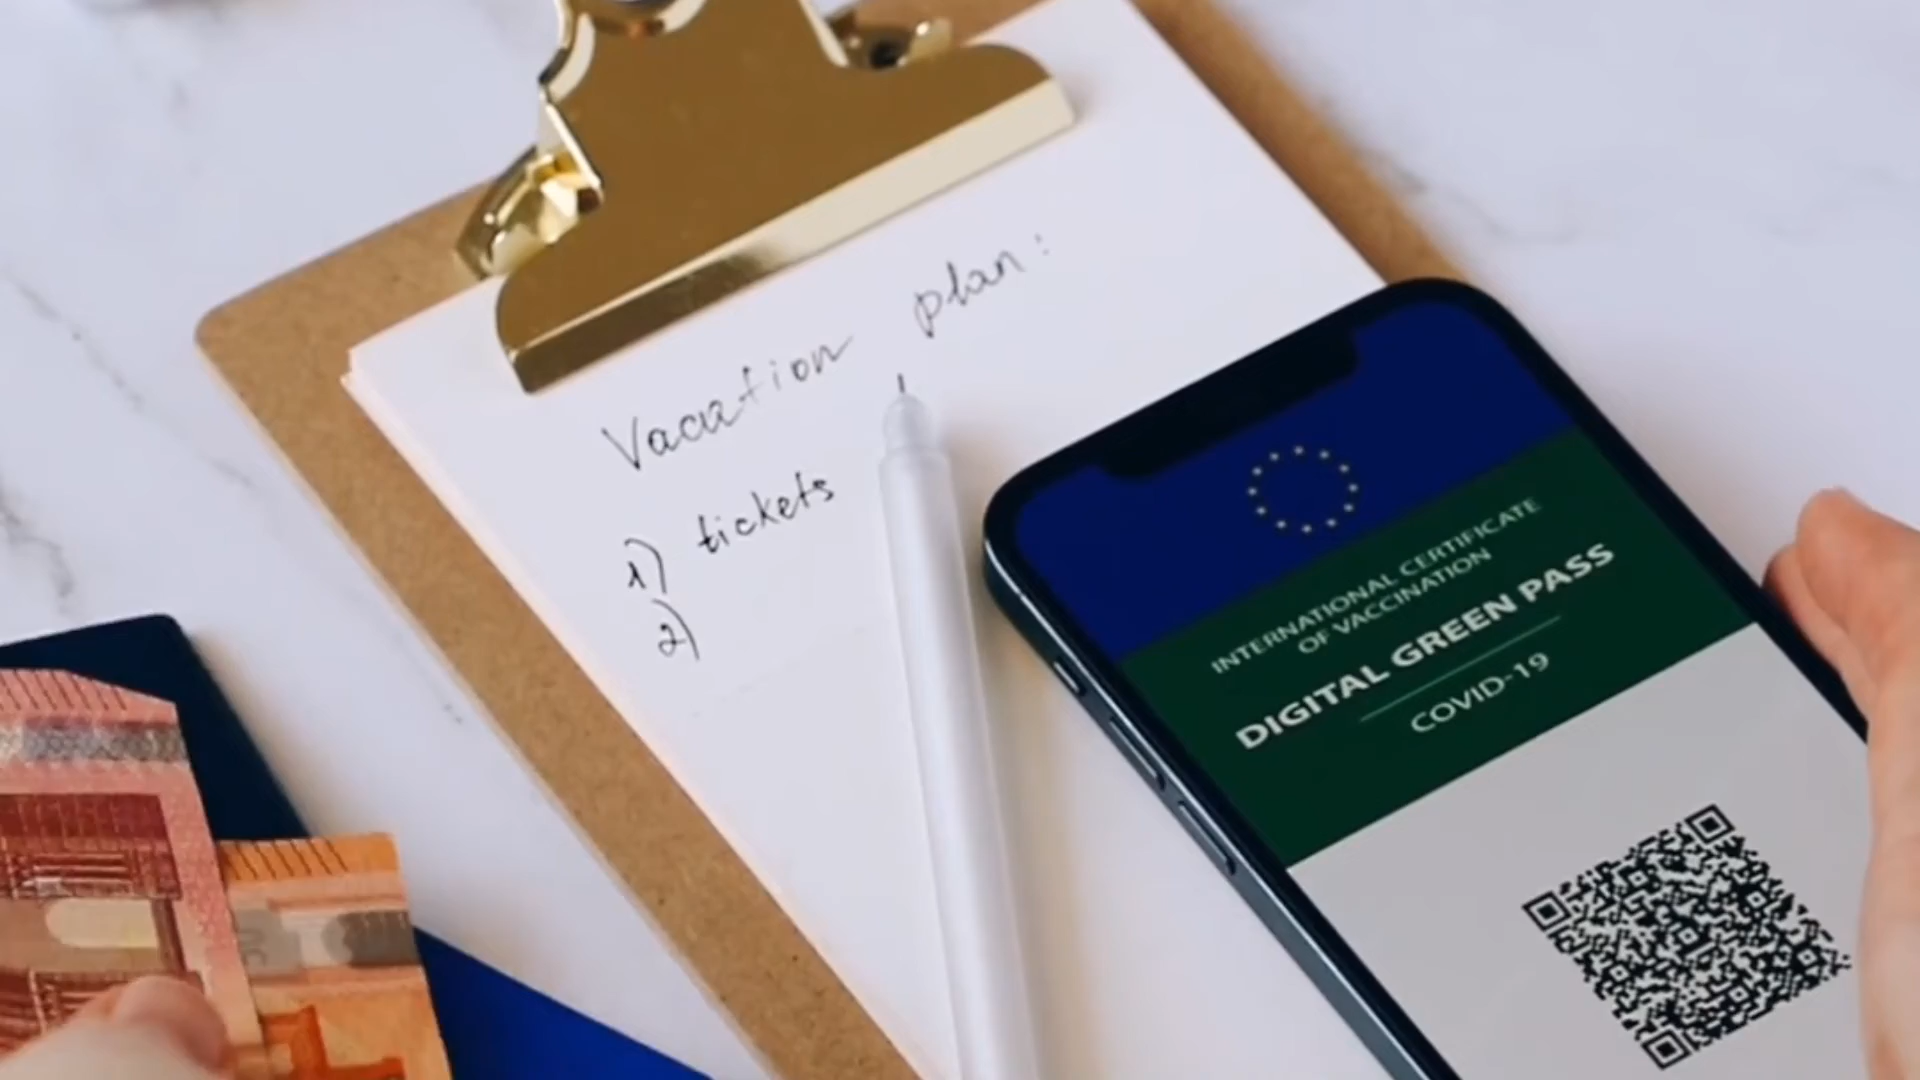 Vacation plan:
1) tickets
2)
INTERNATIONAL CERTIFICATE
OF VACCINATION
DIGITAL GREEN PASS
COVID-19